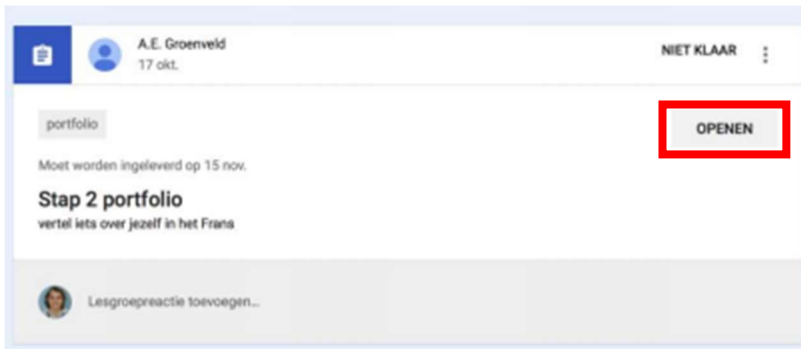 A.E. Groenveld
17 okt.
NIET KLAAR
portfolio
OPENEN
Moet worden ingeleverd op 15 nov.
Stap 2 portfolio
vertel iets over jezelf in het Frans
Lesgroepreactie toevoegen...